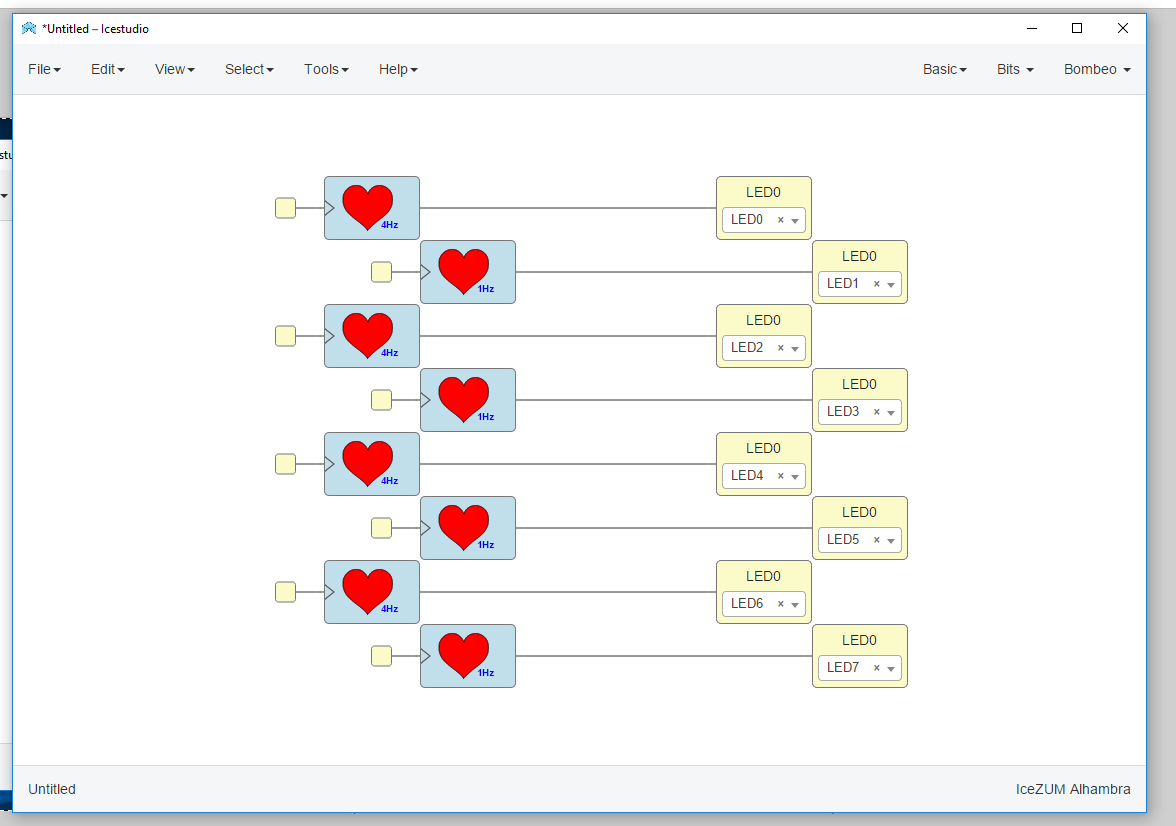 *Untitled – Icestudio
File Edit View Select Tools Help Basic Bits Bombeo
stu
4Hz
LED0
LED0 ×
1Hz
LED0
LED1 ×
4Hz
LED0
LED2 ×
1Hz
LED0
LED3 ×
4Hz
LED0
LED4 ×
1Hz
LED0
LED5 ×
4Hz
LED0
LED6 ×
1Hz
LED0
LED7 ×
Untitled IceZUM Alhambra